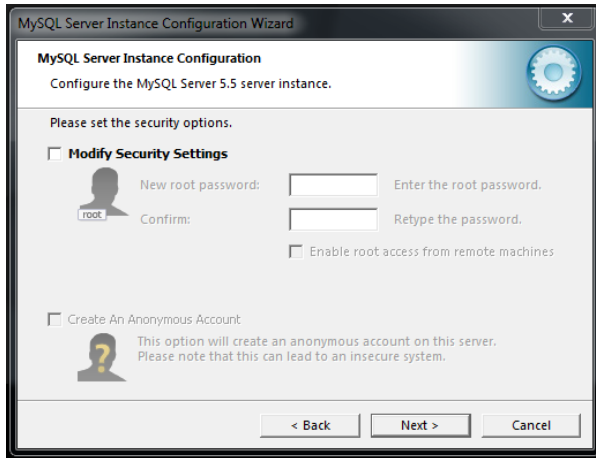 MySQL Server Instance Configuration Wizard
X
MySQL Server Instance Configuration
Configure the MySQL Server 5.5 server instance.
Please set the security options.
Modify Security Settings
New root password: Enter the root password.
root
Confirm: Retype the password.
Enable root access from remote machines
Create An Anonymous Account
This option will create an anonymous account on this server.
Please note that this can lead to an insecure system.
?
< Back Next > Cancel